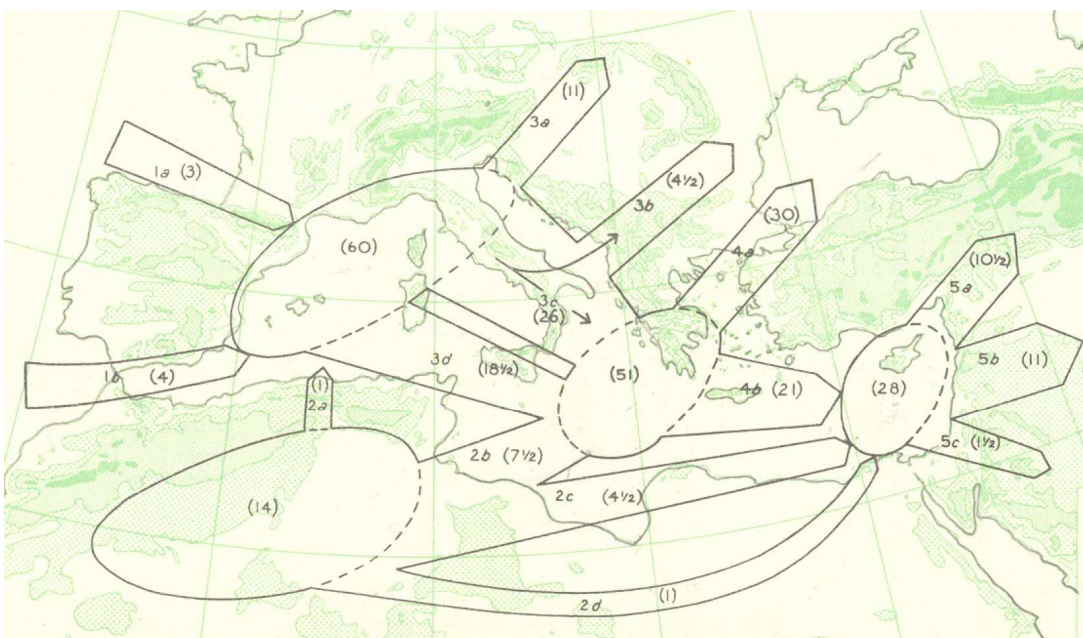 (11)
3a
1a (3)
(4½)
3b
(30)
4a
(60)
(10½)
5a
3c
(26)
5b (11)
3d
(18½)
(51)
1b (4)
(1)
2a
4b (21)
(28)
5c (1½)
2b (7½)
2c (4½)
(14)
2d (1)